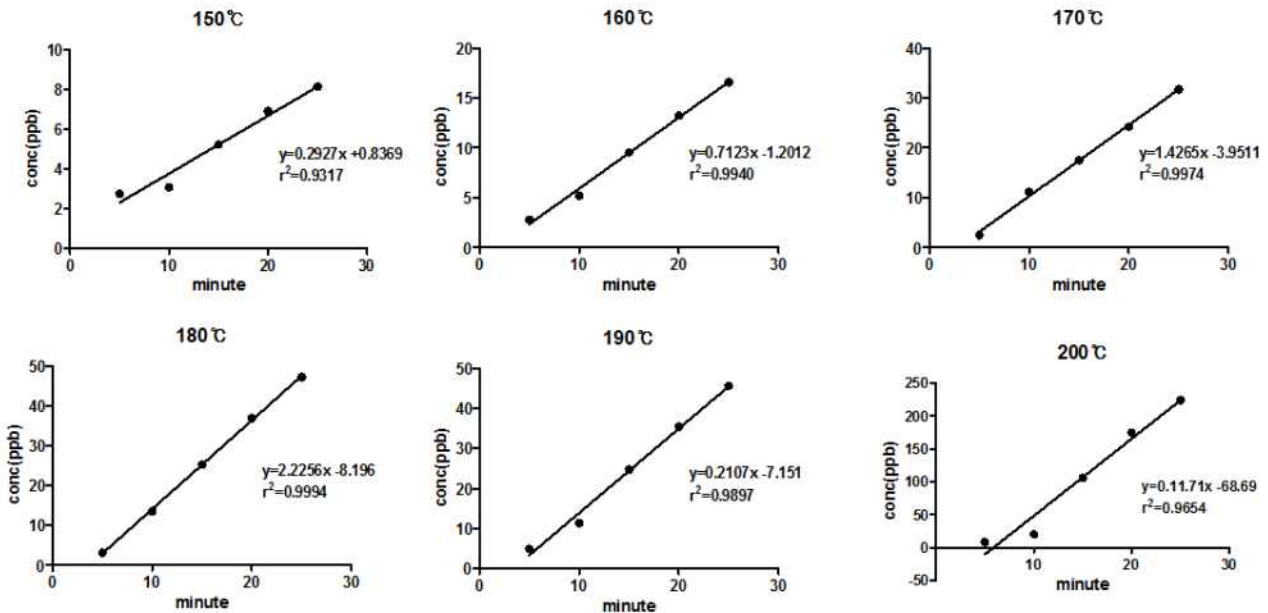 150℃
10
8
6
4
2
0
conc(ppb)
y=0.2927x +0.8369
r²=0.9317
0 10 20 30
minute
160℃
20
15
10
5
0
conc(ppb)
y=0.7123x -1.2012
r²=0.9940
0 10 20 30
minute
170℃
40
30
20
10
0
conc(ppb)
y=1.4265x -3.9511
r²=0.9974
0 10 20 30
minute
180℃
50
40
30
20
10
0
conc(ppb)
y=2.2256x -8.196
r²=0.9994
0 10 20 30
minute
190℃
50
40
30
20
10
0
conc(ppb)
y=0.2107x -7.151
r²=0.9897
0 10 20 30
minute
200℃
250
200
150
100
50
0
-50
conc(ppb)
y=0.11.71x -68.69
r²=0.9654
10 20 30
minute